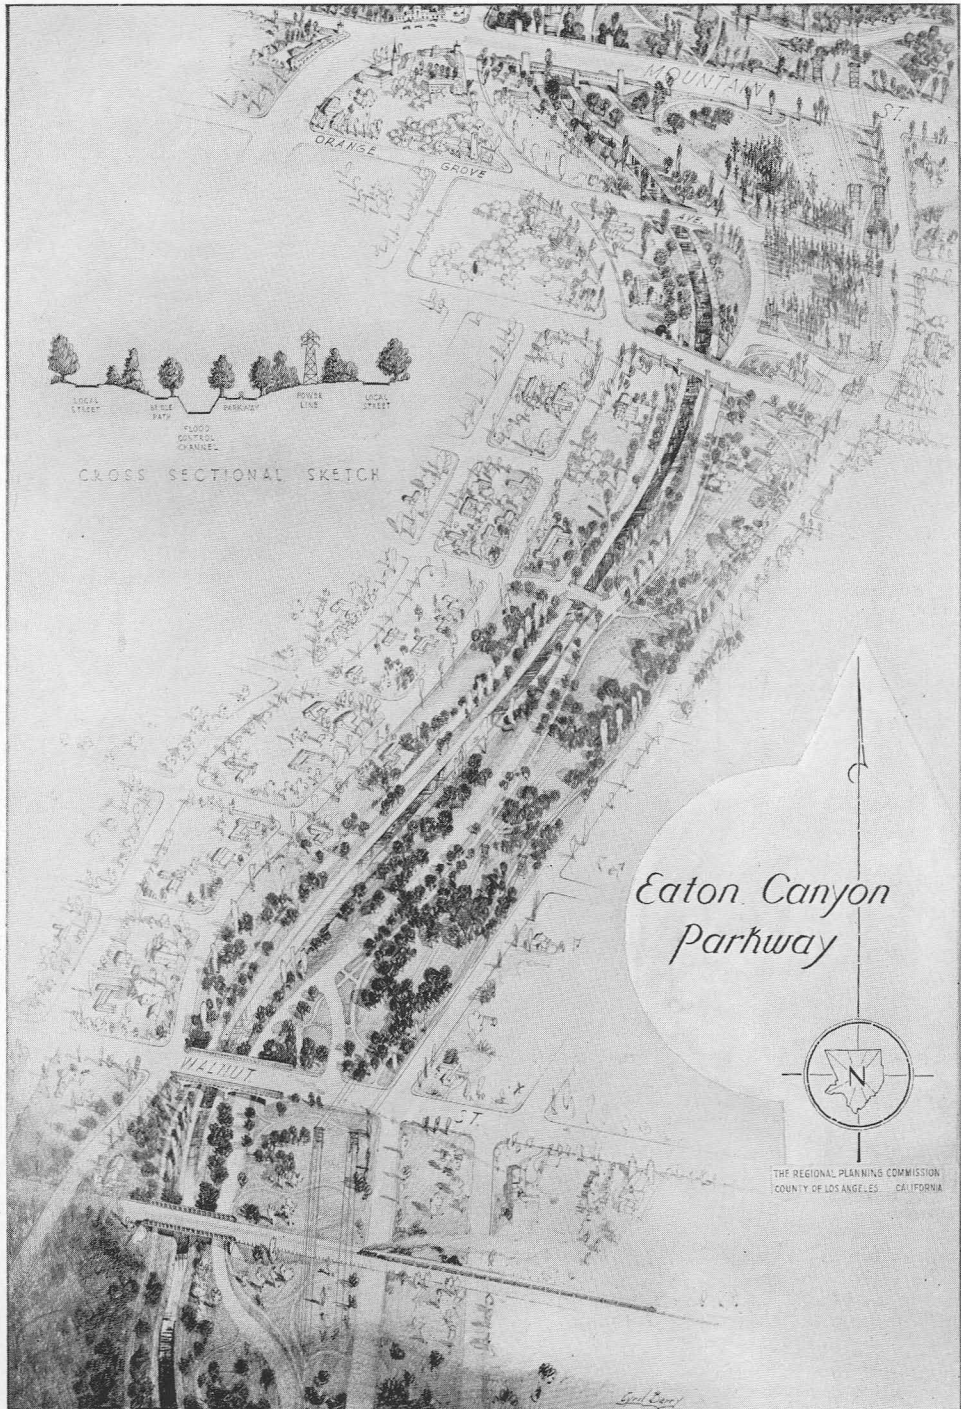 MOUNTAIN ST.
ORANGE GROVE AVE.
LOCAL STREET
BRIDLE PATH
FLOOD CONTROL CHANNEL
PARKWAY
POWER LINE
LOCAL STREET
CROSS SECTIONAL SKETCH
Eaton Canyon
Parkway
N
WALNUT ST.
THE REGIONAL PLANNING COMMISSION
COUNTY OF LOS ANGELES CALIFORNIA